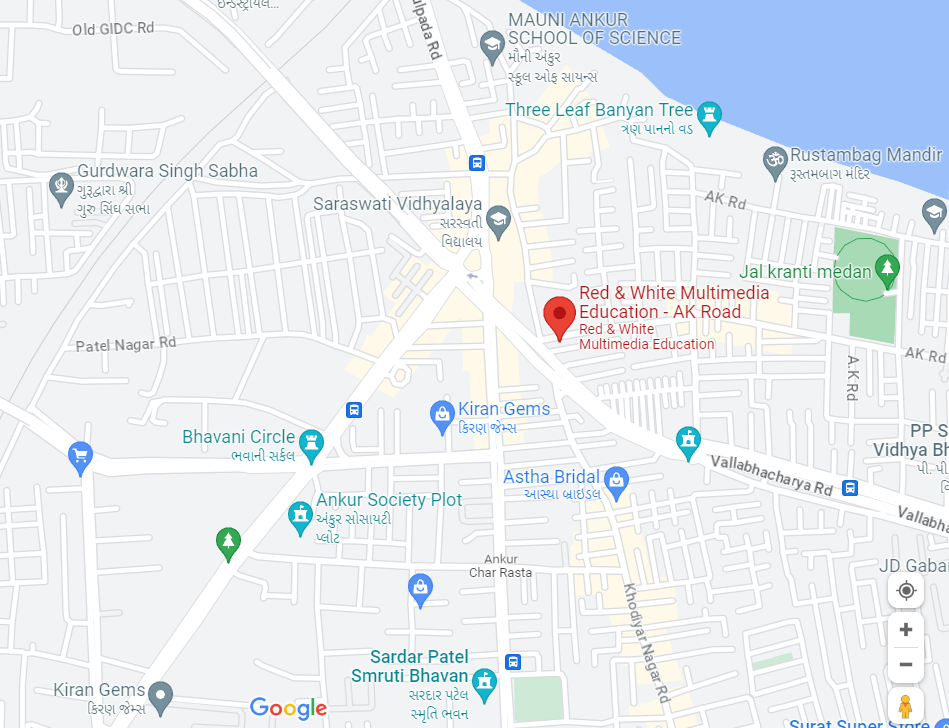 ઇન્ડસ્ટ્રીયલ...
Old GIDC Rd
ulpada Rd
MAUNI ANKUR
SCHOOL OF SCIENCE
મૌની અંકુર
સ્કૂલ ઓફ સાયન્સ
Three Leaf Banyan Tree
ત્રણ પાનનો વડ
Rustambag Mandir
રૂસ્તમબાગ મંદિર
Gurdwara Singh Sabha
ગુરૂદ્વારા શ્રી
ગુરુ સિંઘ સભા
Saraswati Vidhyalaya
સરસ્વતી
વિદ્યાલય
AK Rd
Jal kranti medan
Red & White Multimedia
Education - AK Road
Red & White
Multimedia Education
Patel Nagar Rd
AK Rd
A.K Rd
Kiran Gems
કિરણ જેમ્સ
Bhavani Circle
ભવાની સર્કલ
PP S
Vidhya Bh
પી. પી.
Vallabhacharya Rd
Astha Bridal
આસ્થા બ્રાઇડલ
Ankur Society Plot
અંકુર સોસાયટી
પ્લોટ
Vallabh
Ankur
Char Rasta
JD Gabai
Khodiyar Nagar Rd
Sardar Patel
Smruti Bhavan
સરદાર પટેલ
સ્મૃતિ ભવન
Kiran Gems
કિરણ જેમ્સ
Google
Surat Super Store